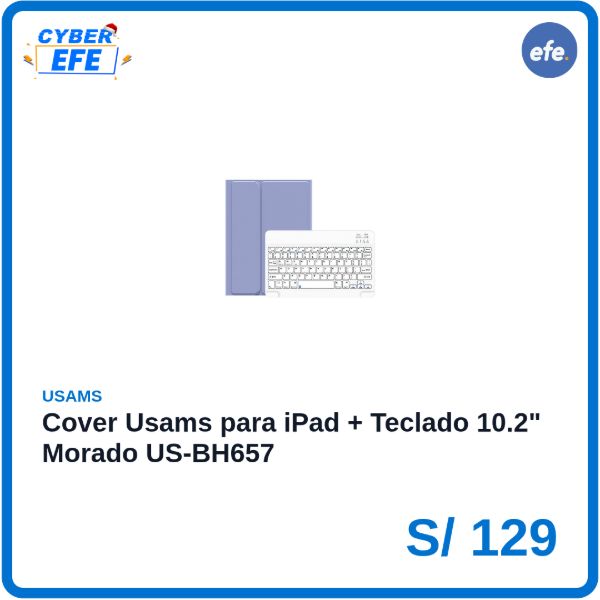 CYBER
EFE
efe.
USAMS
Cover Usams para iPad + Teclado 10.2"
Morado US-BH657
S/ 129